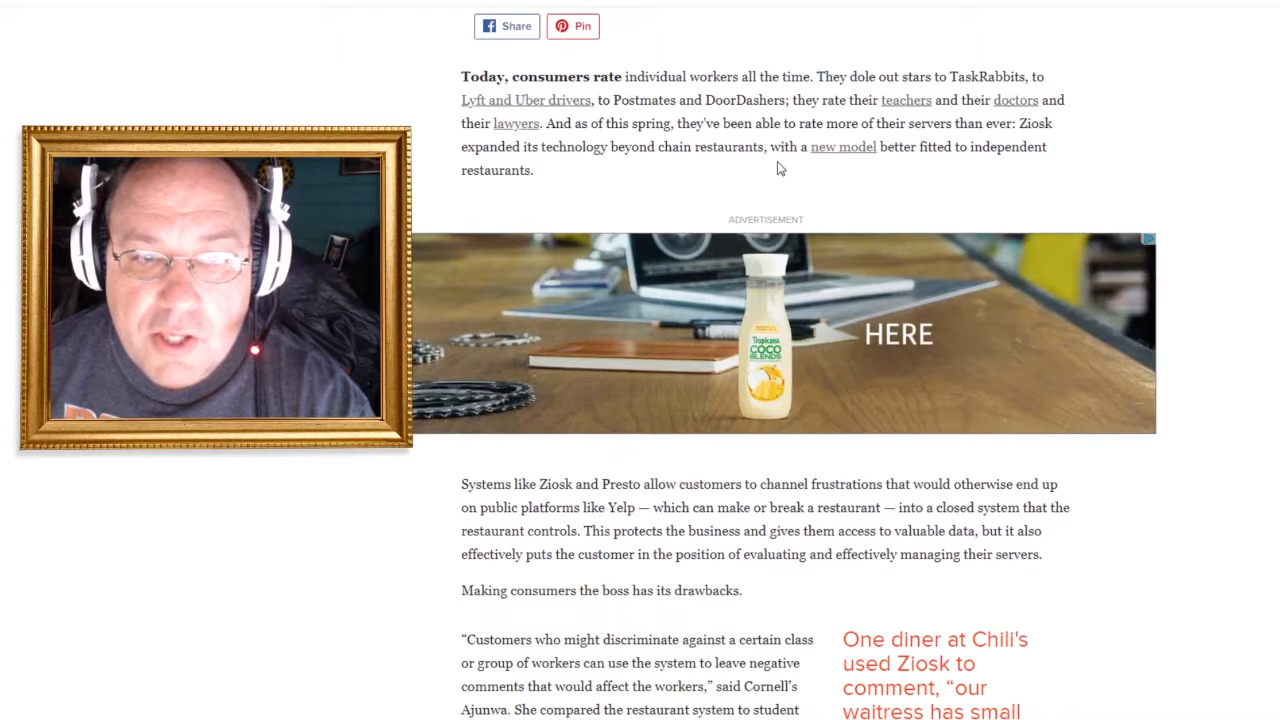 Share
Pin
Today, consumers rate individual workers all the time. They dole out stars to TaskRabbits, to
Lyft and Uber drivers, to Postmates and DoorDashers; they rate their teachers and their doctors and
their lawyers. And as of this spring, they've been able to rate more of their servers than ever: Ziosk
expanded its technology beyond chain restaurants, with a new model better fitted to independent
restaurants.
ADVERTISEMENT
HERE
Tropicana
COCO
BLENDS
Systems like Ziosk and Presto allow customers to channel frustrations that would otherwise end up
on public platforms like Yelp — which can make or break a restaurant — into a closed system that the
restaurant controls. This protects the business and gives them access to valuable data, but it also
effectively puts the customer in the position of evaluating and effectively managing their servers.
Making consumers the boss has its drawbacks.
“Customers who might discriminate against a certain class
or group of workers can use the system to leave negative
comments that would affect the workers,” said Cornell’s
Ajunwa. She compared the restaurant system to student
One diner at Chili's
used Ziosk to
comment, “our
waitress has small